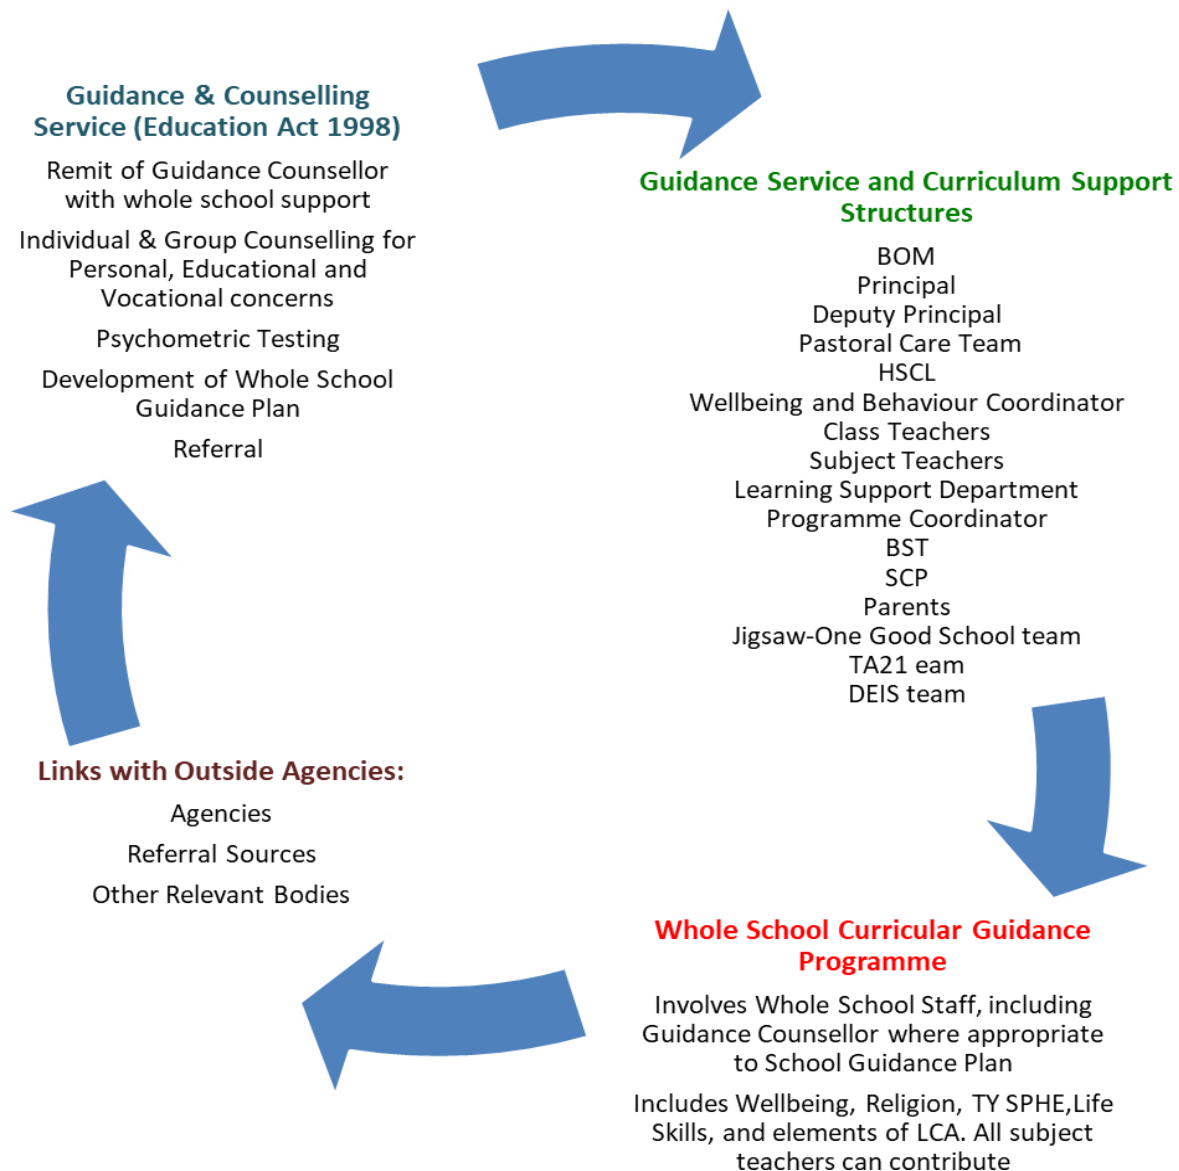 Guidance & Counselling
Service (Education Act 1998)
Remit of Guidance Counsellor
with whole school support
Individual & Group Counselling for
Personal, Educational and
Vocational concerns
Psychometric Testing
Development of Whole School
Guidance Plan
Referral
Guidance Service and Curriculum Support
Structures
BOM
Principal
Deputy Principal
Pastoral Care Team
HSCL
Wellbeing and Behaviour Coordinator
Class Teachers
Subject Teachers
Learning Support Department
Programme Coordinator
BST
SCP
Parents
Jigsaw-One Good School team
TA21 eam
DEIS team
Whole School Curricular Guidance
Programme
Involves Whole School Staff, including
Guidance Counsellor where appropriate
to School Guidance Plan
Includes Wellbeing, Religion, TY SPHE,Life
Skills, and elements of LCA. All subject
teachers can contribute
Links with Outside Agencies:
Agencies
Referral Sources
Other Relevant Bodies